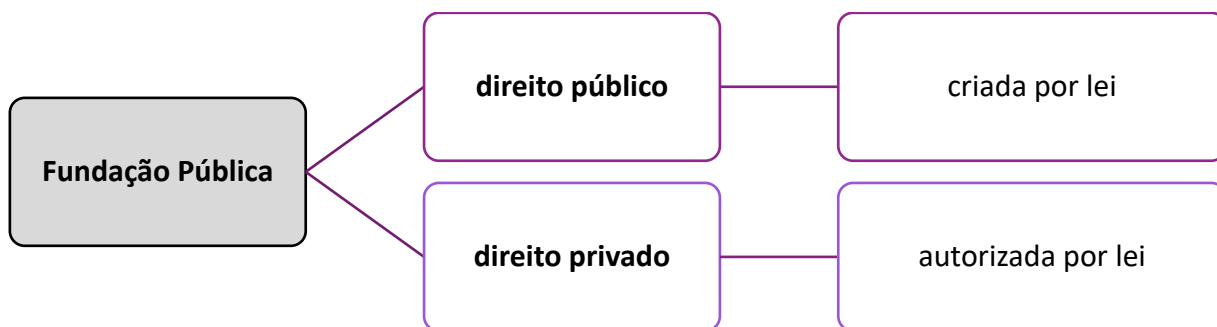 Fundação Pública
direito público
criada por lei
direito privado
autorizada por lei